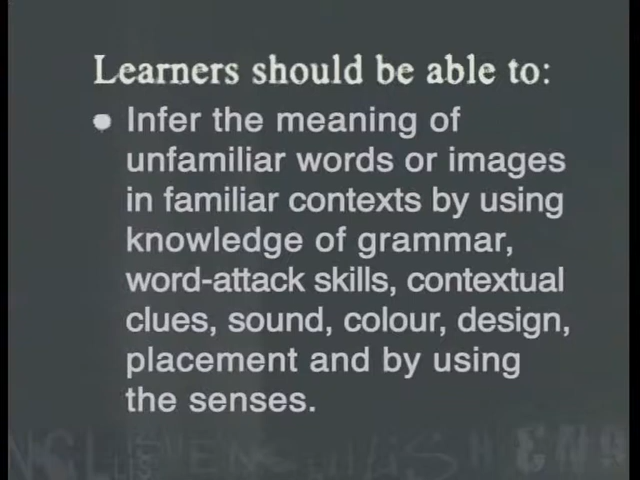 Learners should be able to:
Infer the meaning of
unfamiliar words or images
in familiar contexts by using
knowledge of grammar,
word-attack skills, contextual
clues, sound, colour, design,
placement and by using
the senses.